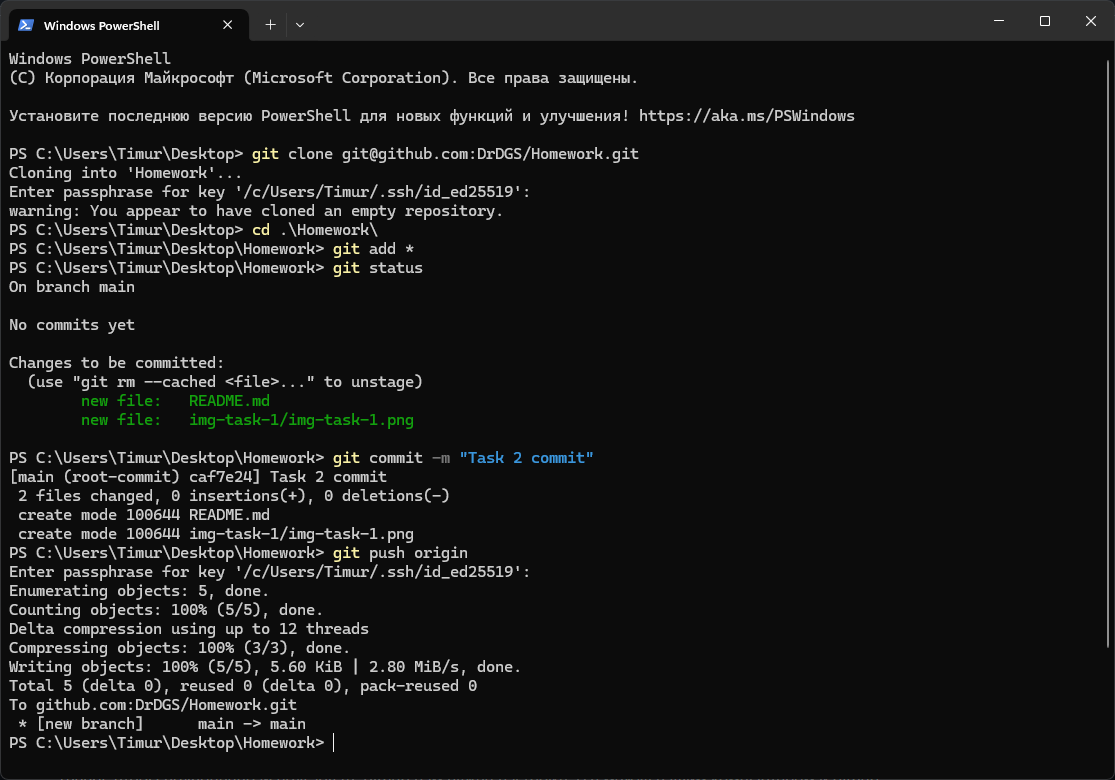 Windows PowerShell
Windows PowerShell
(C) Корпорация Майкрософт (Microsoft Corporation). Все права защищены.
Установите последнюю версию PowerShell для новых функций и улучшения! https://aka.ms/PSWindows
PS C:\Users\Timur\Desktop> git clone git@github.com:DrDGS/Homework.git
Cloning into 'Homework'...
Enter passphrase for key '/c/Users/Timur/.ssh/id_ed25519':
warning: You appear to have cloned an empty repository.
PS C:\Users\Timur\Desktop> cd .\Homework\
PS C:\Users\Timur\Desktop\Homework> git add *
PS C:\Users\Timur\Desktop\Homework> git status
On branch main
No commits yet
Changes to be committed:
  (use "git rm --cached <file>..." to unstage)
        new file:   README.md
        new file:   img-task-1/img-task-1.png
PS C:\Users\Timur\Desktop\Homework> git commit -m "Task 2 commit"
[main (root-commit) caf7e24] Task 2 commit
 2 files changed, 0 insertions(+), 0 deletions(-)
 create mode 100644 README.md
 create mode 100644 img-task-1/img-task-1.png
PS C:\Users\Timur\Desktop\Homework> git push origin
Enter passphrase for key '/c/Users/Timur/.ssh/id_ed25519':
Enumerating objects: 5, done.
Counting objects: 100% (5/5), done.
Delta compression using up to 12 threads
Compressing objects: 100% (3/3), done.
Writing objects: 100% (5/5), 5.60 KiB | 2.80 MiB/s, done.
Total 5 (delta 0), reused 0 (delta 0), pack-reused 0
To github.com:DrDGS/Homework.git
 * [new branch]      main -> main
PS C:\Users\Timur\Desktop\Homework>